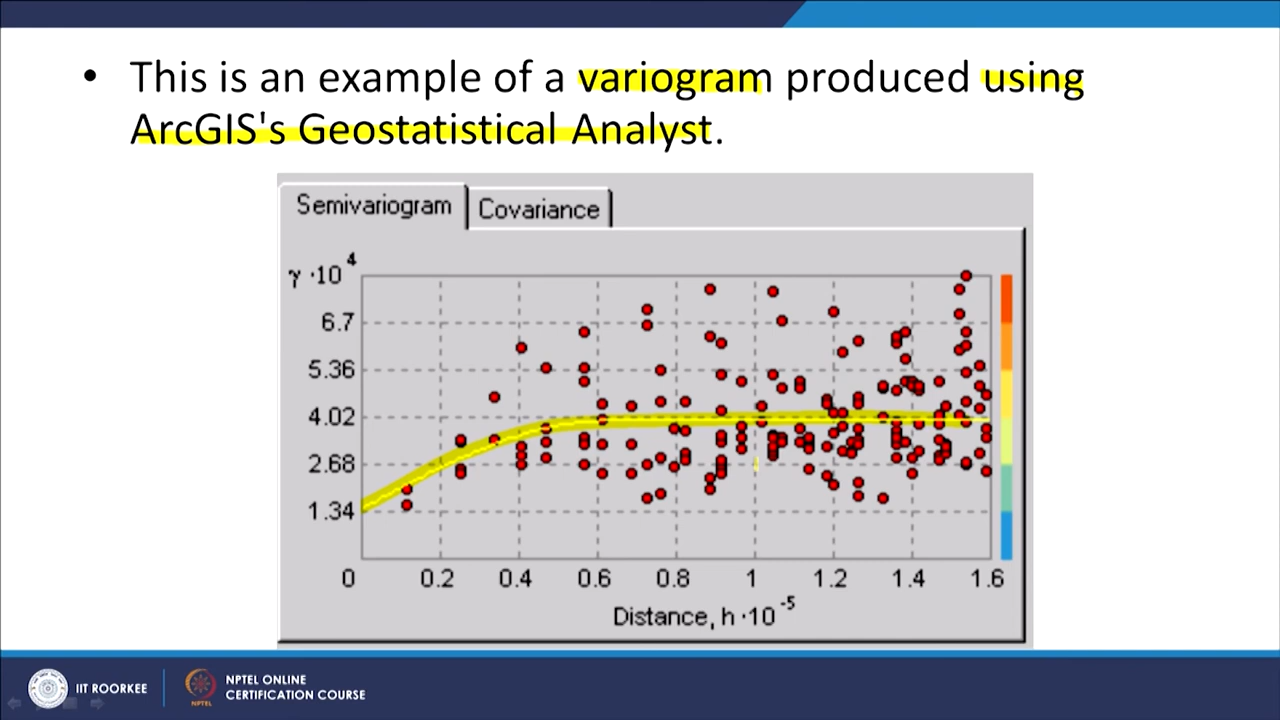 • This is an example of a variogram produced using
ArcGIS's Geostatistical Analyst.
Semivariogram Covariance
γ·10 4
6.7
5.36
4.02
2.68
1.34
0 0.2 0.4 0.6 0.8 1 1.2 1.4 1.6
Distance, h·10 -5
IIT ROORKEE
NPTEL
NPTEL ONLINE
CERTIFICATION COURSE